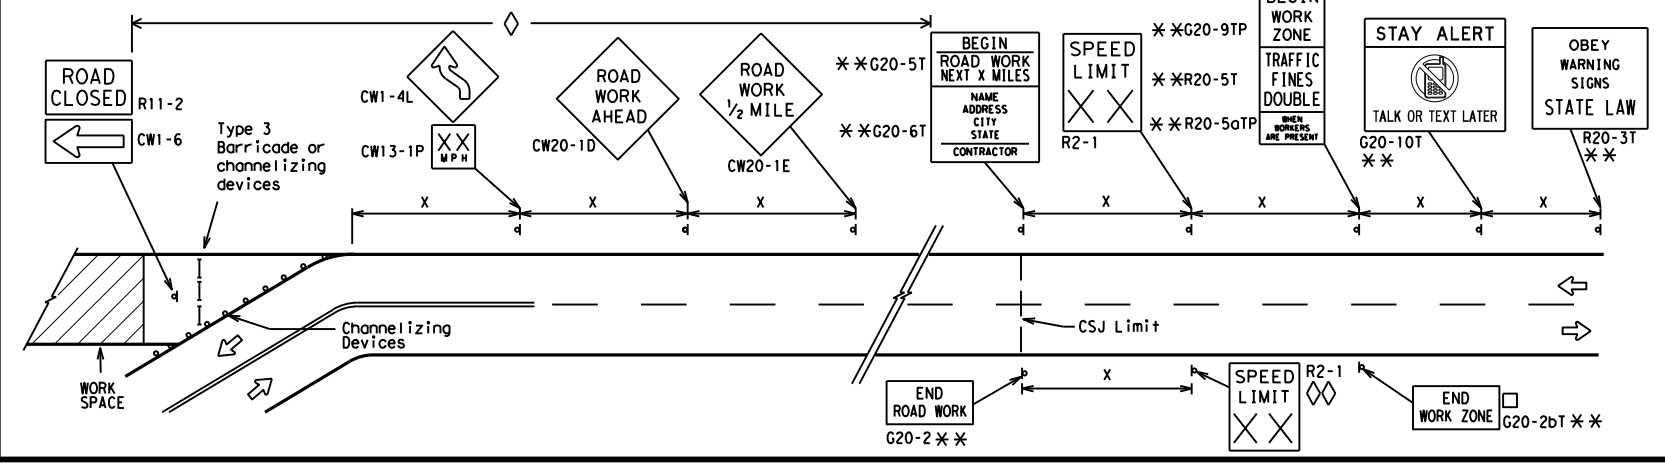 ROAD
CLOSED
R11-2
CW1-6
Type 3
Barricade or
channelizing
devices
CW1-4L
CW13-1P
X X
MPH
ROAD
WORK
AHEAD
CW20-1D
ROAD
WORK
1/2 MILE
CW20-1E
**G20-5T
BEGIN
ROAD WORK
NEXT X MILES
**G20-6T
NAME
ADDRESS
CITY
STATE
CONTRACTOR
SPEED
LIMIT
X X
R2-1
**G20-9TP
BEGIN
WORK
ZONE
**R20-5T
TRAFFIC
FINES
DOUBLE
**R20-5aTP
WHEN
WORKERS
ARE PRESENT
STAY ALERT
TALK OR TEXT LATER
G20-10T
**
OBEY
WARNING
SIGNS
STATE LAW
R20-3T
**
X
X
X
X
X
X
X
Channelizing
Devices
CSJ Limit
WORK
SPACE
X
END
ROAD WORK
G20-2 **
SPEED
LIMIT
X X
R2-1
END
WORK ZONE
G20-2bT **